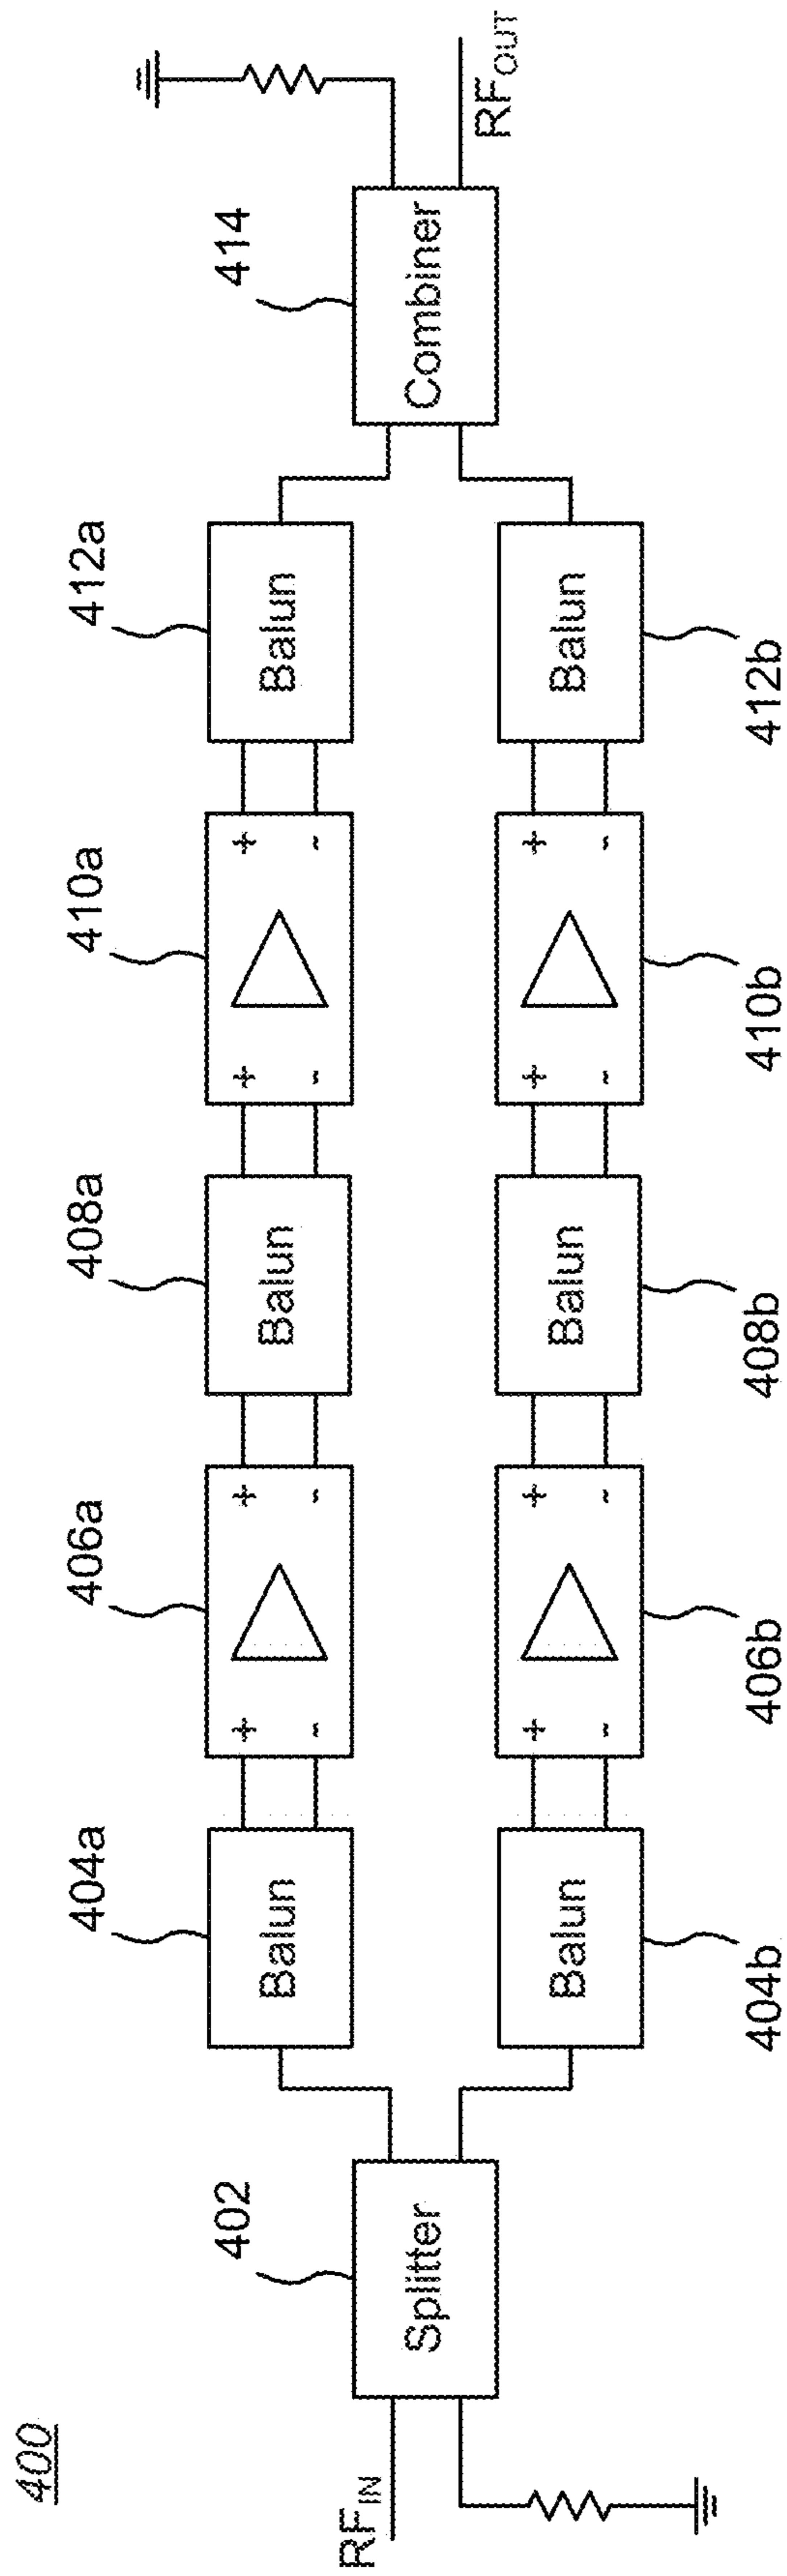 400
RF_IN
402
Splitter
404a
Balun
406a
+ - + -
408a
Balun
410a
+ - + -
412a
Balun
414
Combiner
RF_OUT
404b
Balun
406b
+ - + -
408b
Balun
410b
+ - + -
412b
Balun